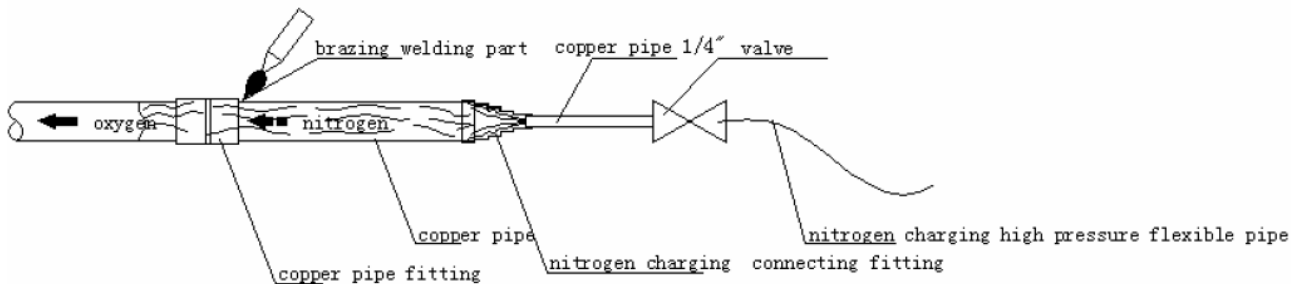 brazing welding part
copper pipe 1/4"
valve
oxygen
nitrogen
copper pipe
nitrogen charging high pressure flexible pipe
copper pipe fitting
nitrogen charging connecting fitting